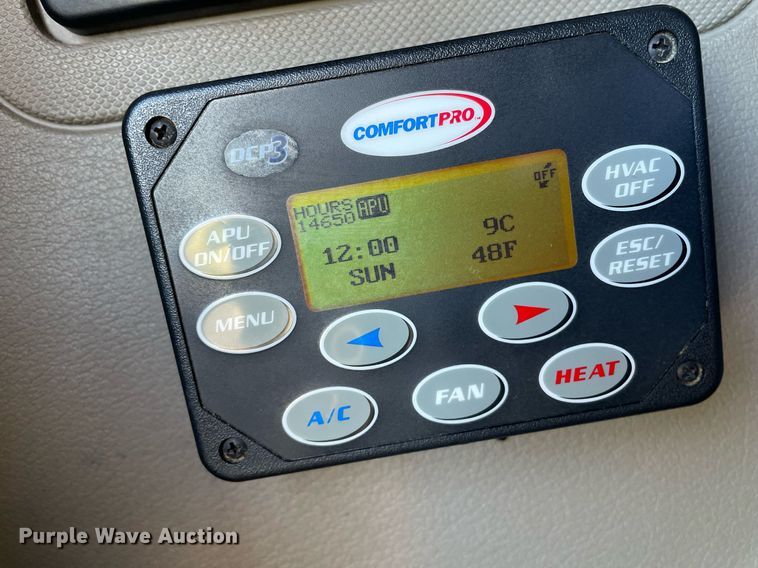 COMFORTPRO
DCP3
HOURS APU
14650
OFF
12:00
9C
SUN
48F
HVAC
OFF
APU
ON/OFF
ESC/
RESET
MENU
A/C
FAN
HEAT
Purple Wave Auction